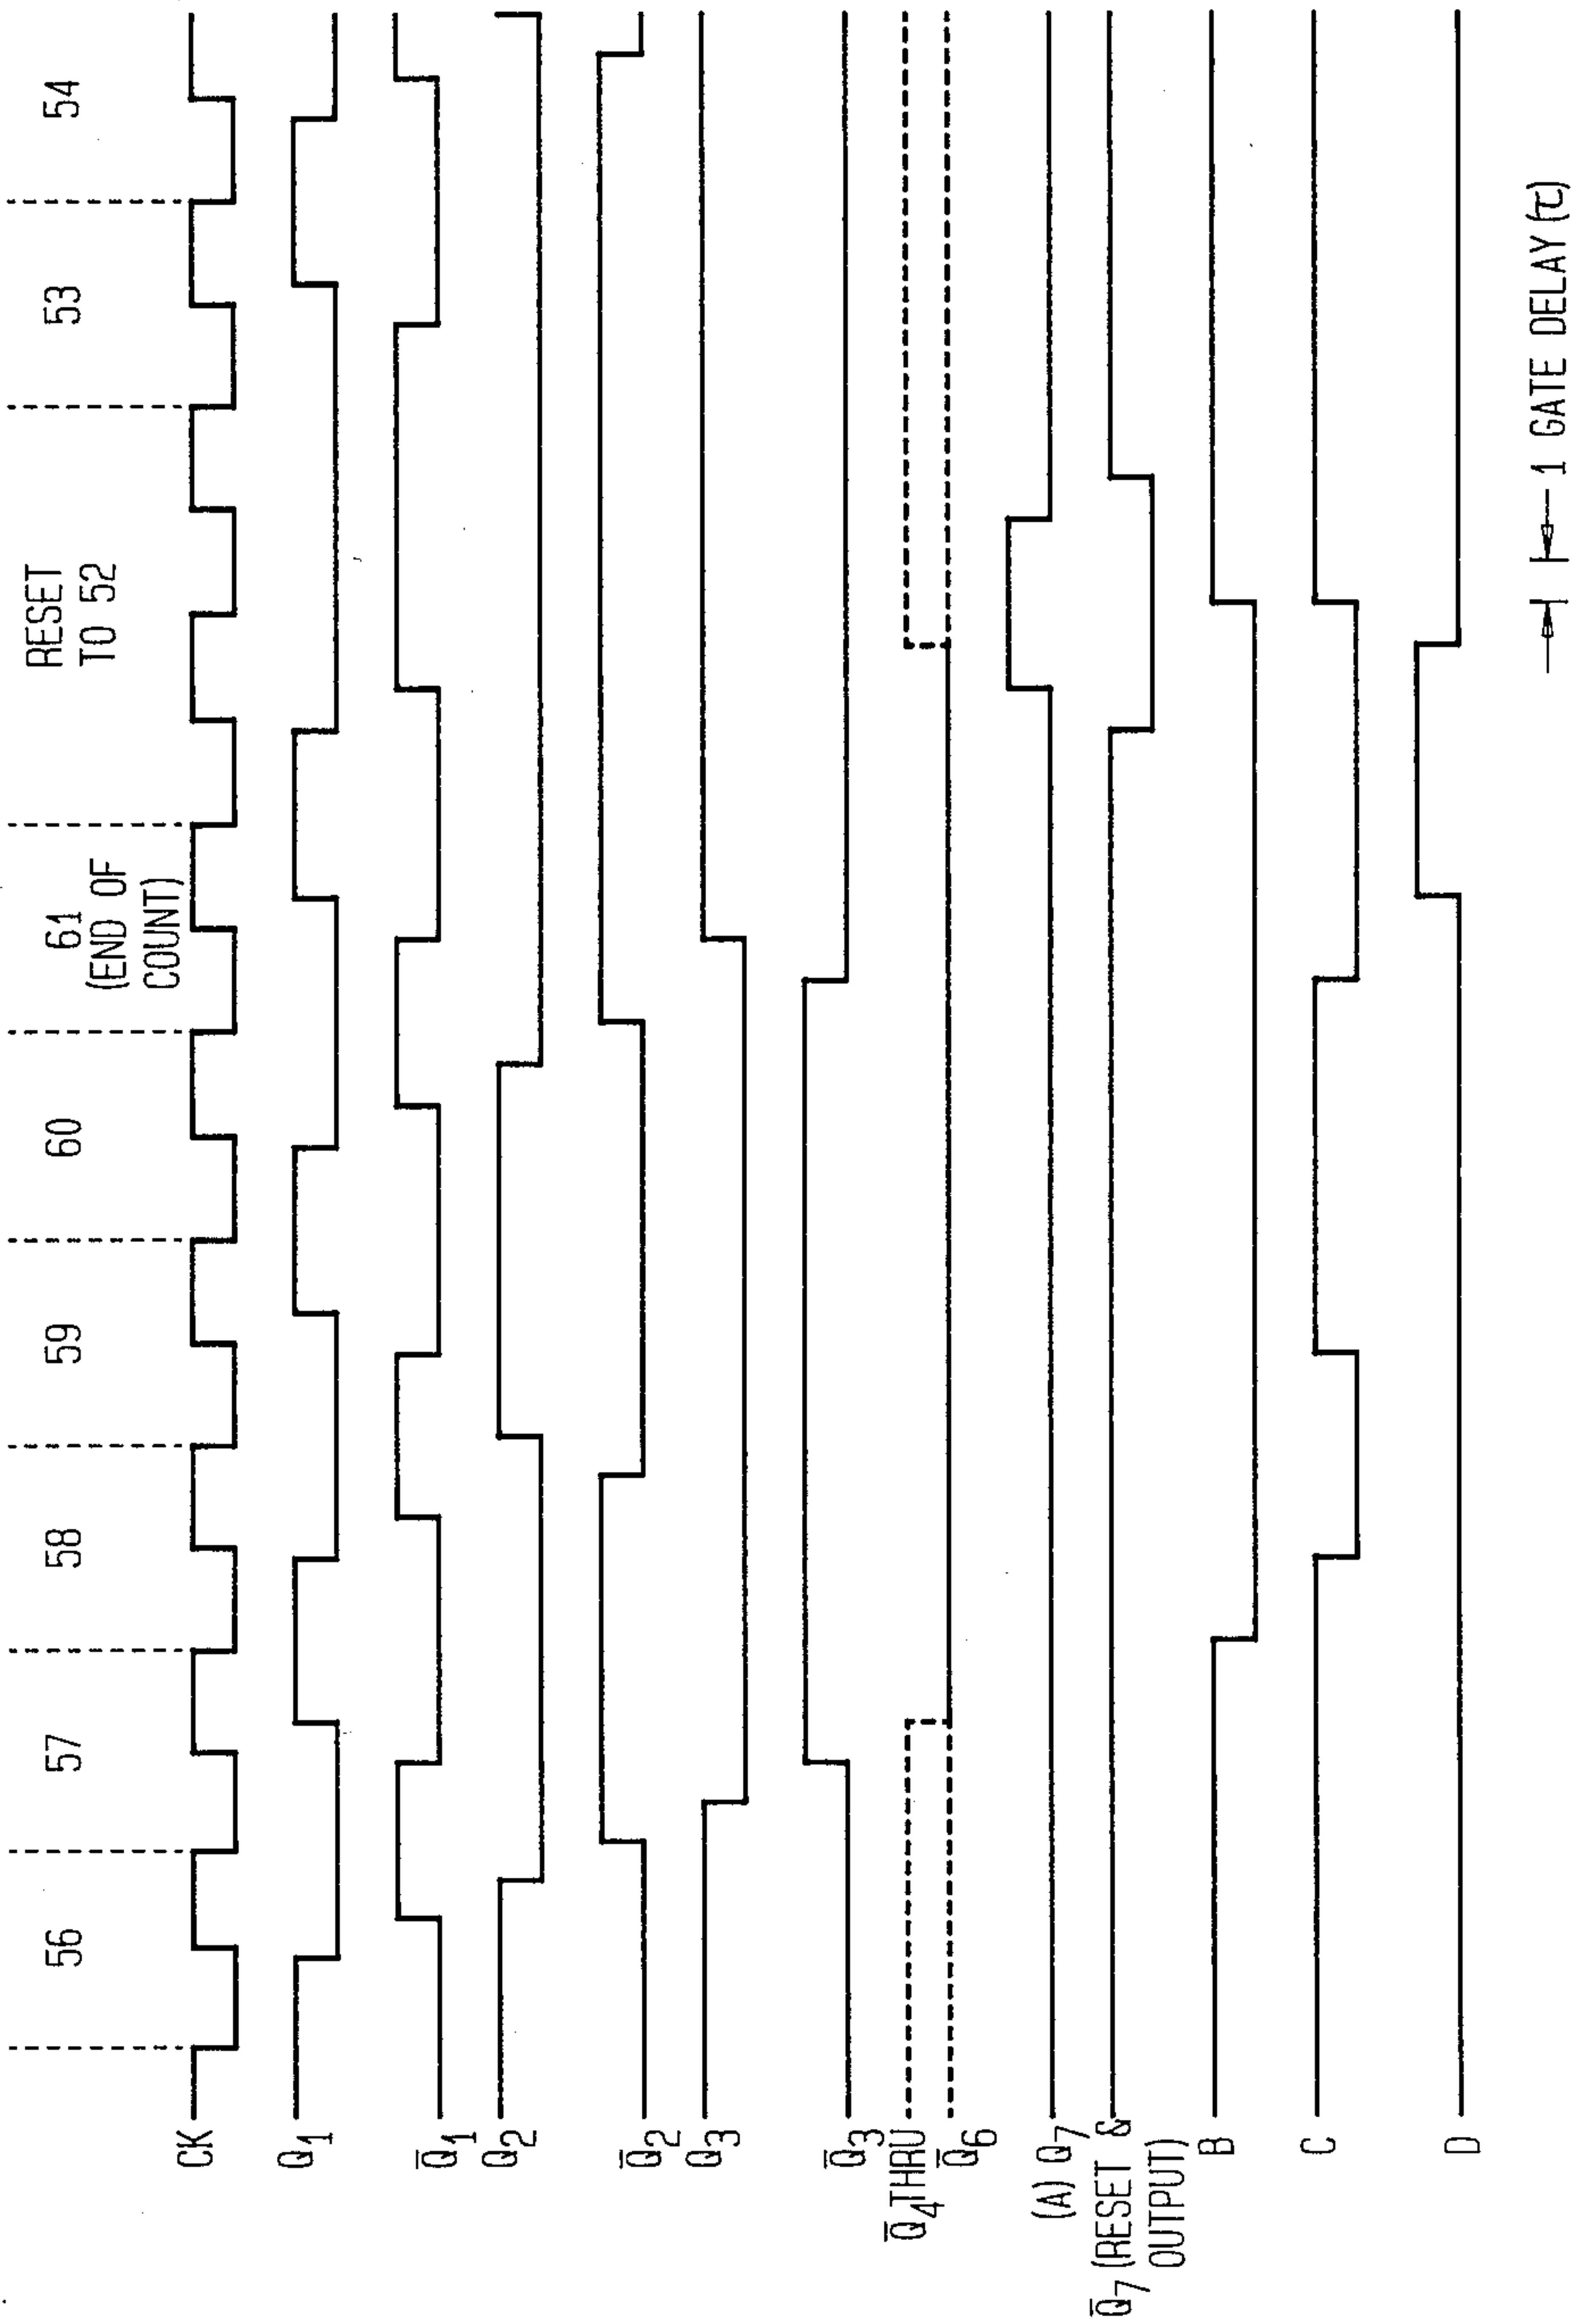 56
57
58
59
60
61
(END OF
COUNT)
RESET
TO 52
53
54
CK
Q1
Q̅1
Q2
Q̅2
Q3
Q̅3
Q̅4 THRU
Q̅6
(A) Q7
Q̅7 (RESET &
OUTPUT)
B
C
D
1 GATE DELAY (τ)